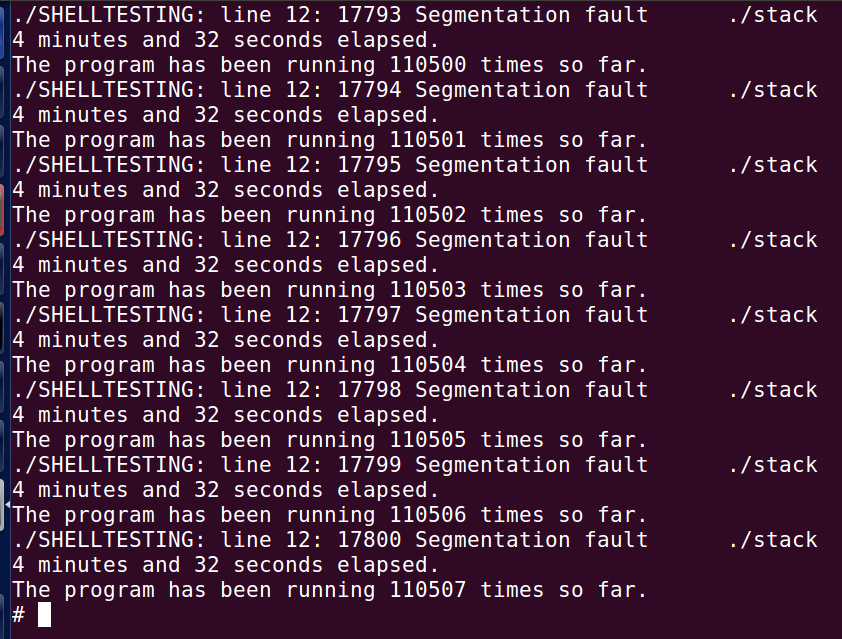 ./SHELLTESTING: line 12: 17793 Segmentation fault      ./stack
4 minutes and 32 seconds elapsed.
The program has been running 110500 times so far.
./SHELLTESTING: line 12: 17794 Segmentation fault      ./stack
4 minutes and 32 seconds elapsed.
The program has been running 110501 times so far.
./SHELLTESTING: line 12: 17795 Segmentation fault      ./stack
4 minutes and 32 seconds elapsed.
The program has been running 110502 times so far.
./SHELLTESTING: line 12: 17796 Segmentation fault      ./stack
4 minutes and 32 seconds elapsed.
The program has been running 110503 times so far.
./SHELLTESTING: line 12: 17797 Segmentation fault      ./stack
4 minutes and 32 seconds elapsed.
The program has been running 110504 times so far.
./SHELLTESTING: line 12: 17798 Segmentation fault      ./stack
4 minutes and 32 seconds elapsed.
The program has been running 110505 times so far.
./SHELLTESTING: line 12: 17799 Segmentation fault      ./stack
4 minutes and 32 seconds elapsed.
The program has been running 110506 times so far.
./SHELLTESTING: line 12: 17800 Segmentation fault      ./stack
4 minutes and 32 seconds elapsed.
The program has been running 110507 times so far.
#